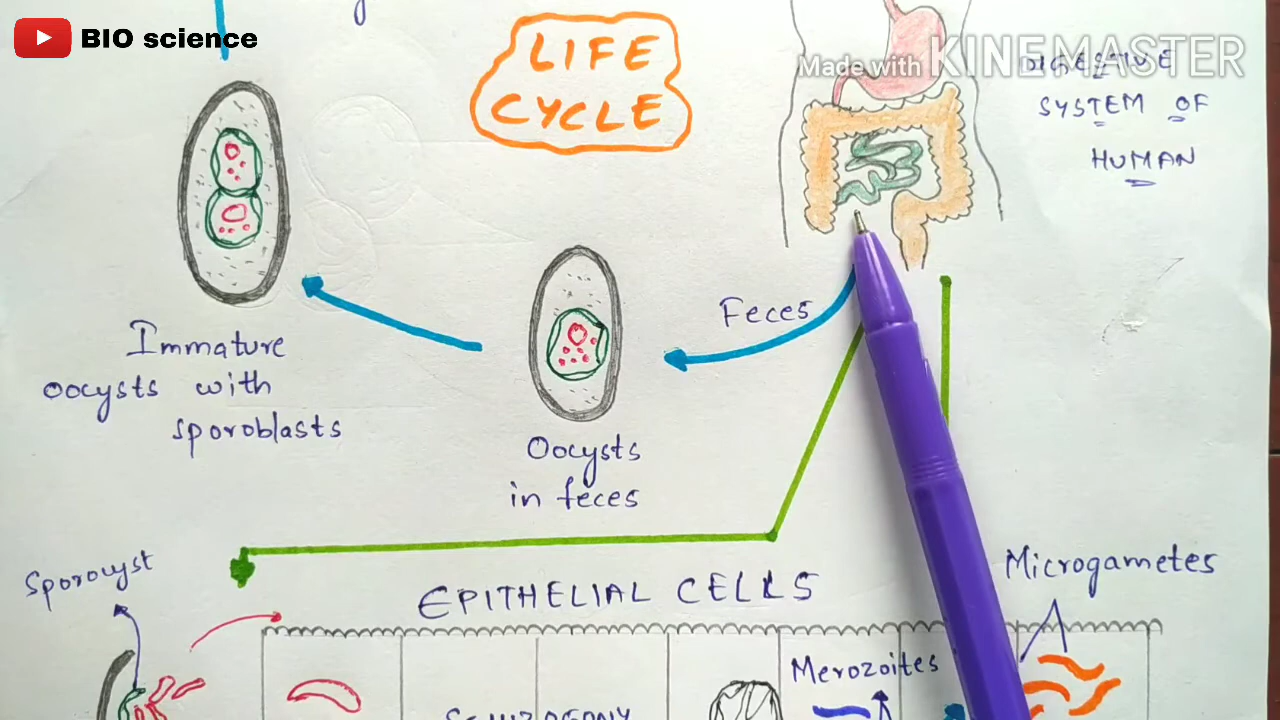 BIO science
LIFE
CYCLE
Made with KINEMASTER
DIGESTIVE
SYSTEM OF
HUMAN
Feces
Immature
oocysts with
sporoblasts
Oocysts
in feces
Sporocyst
EPITHELIAL CELLS
Microgametes
Merozoites